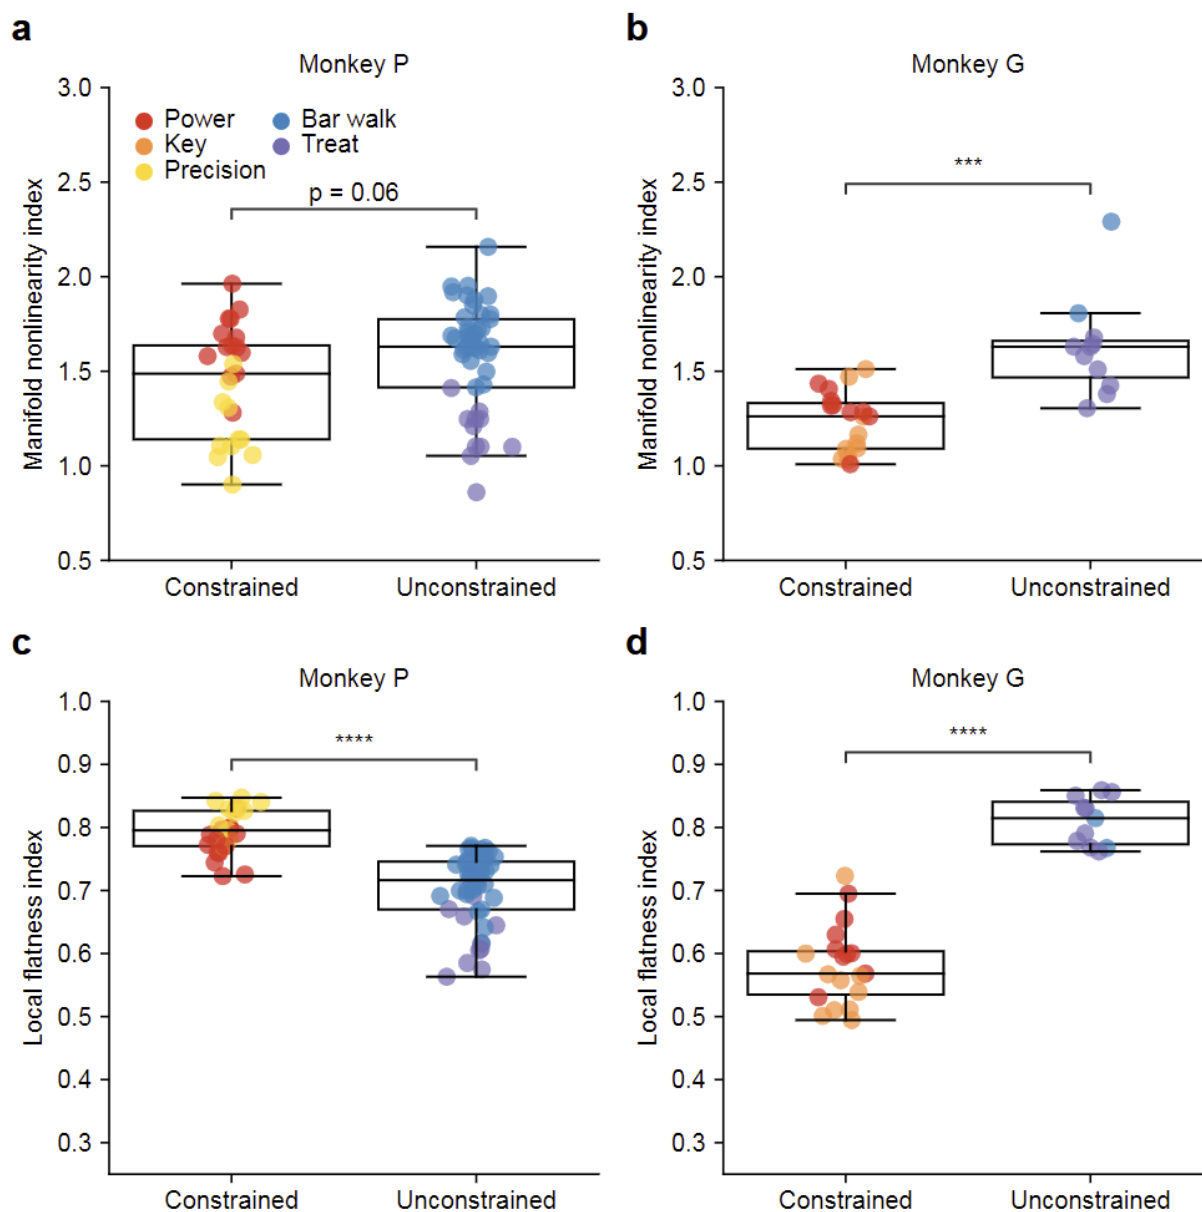 a
Monkey P
Manifold nonlinearity index
3.0
2.5
2.0
1.5
1.0
0.5
Power
Key
Precision
Bar walk
Treat
p = 0.06
Constrained
Unconstrained
b
Monkey G
Manifold nonlinearity index
3.0
2.5
2.0
1.5
1.0
0.5
***
Constrained
Unconstrained
c
Monkey P
Local flatness index
1.0
0.9
0.8
0.7
0.6
0.5
0.4
0.3
****
Constrained
Unconstrained
d
Monkey G
Local flatness index
1.0
0.9
0.8
0.7
0.6
0.5
0.4
0.3
****
Constrained
Unconstrained